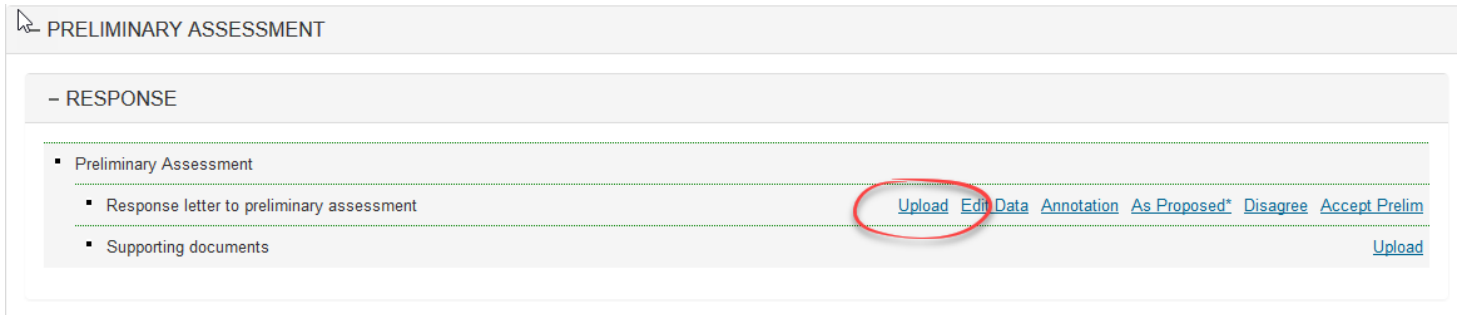 – PRELIMINARY ASSESSMENT
– RESPONSE
▪ Preliminary Assessment
▪ Response letter to preliminary assessment Upload Edit Data Annotation As Proposed* Disagree Accept Prelim
▪ Supporting documents Upload